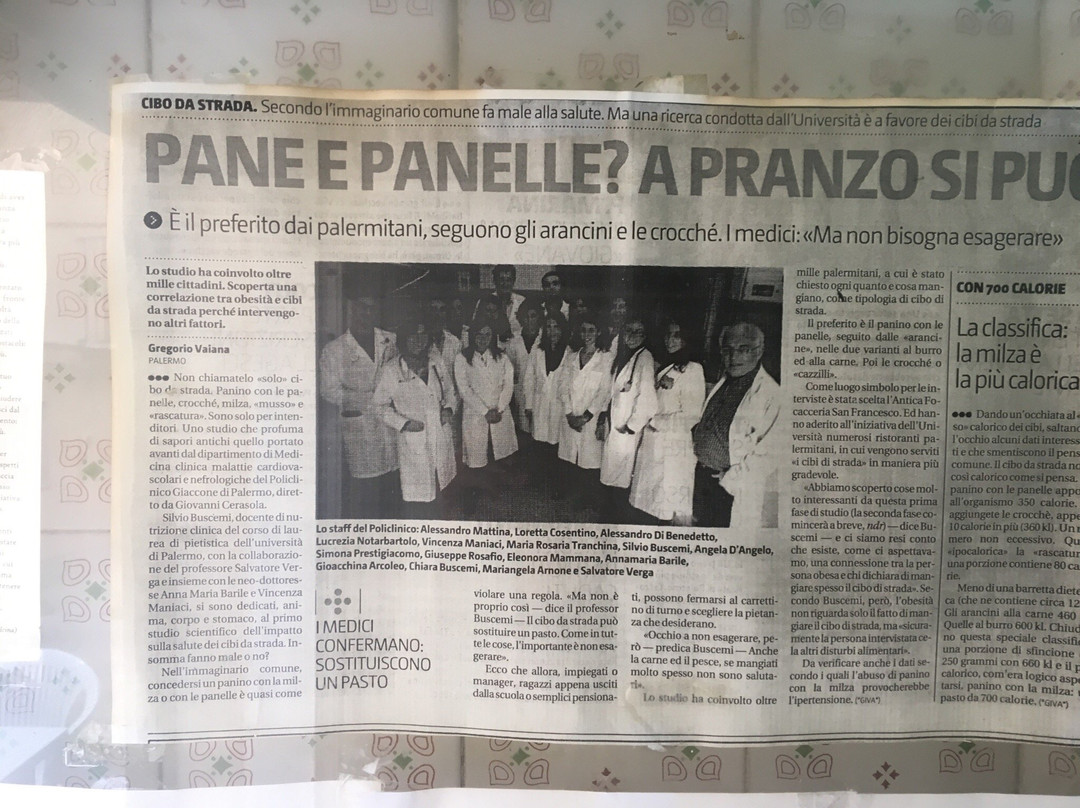 CIBO DA STRADA. Secondo l'immaginario comune fa male alla salute. Ma una ricerca condotta dall'Università è a favore dei cibi da strada
PANE E PANELLE? A PRANZO SI PUÒ
È il preferito dai palermitani, seguono gli arancini e le crocché. I medici: «Ma non bisogna esagerare»
Lo studio ha coinvolto oltre
mille cittadini. Scoperta una
correlazione tra obesità e cibi
da strada perché intervengo-
no altri fattori.
Gregorio Vaiana
PALERMO
●●● Non chiamatelo «solo» ci-
bo da strada. Panino con le pa-
nelle, crocché, milza, «musso» e
«rascatura». Sono solo per inten-
ditori. Uno studio che profuma
di sapori antichi quello portato
avanti dal dipartimento di Medi-
cina clinica malattie cardiova-
scolari e nefrologiche del Policli-
nico Giaccone di Palermo, diret-
to da Giovanni Cerasola.
Silvio Buscemi, docente di nu-
trizione clinica del corso di lau-
rea di dietistica dell'università
di Palermo, con la collaborazio-
ne del professore Salvatore Ver-
ga e insieme con le neo-dottores-
se Anna Maria Barile e Vincenza
Maniaci, si sono dedicati, ani-
ma, corpo e stomaco, al primo
studio scientifico dell'impatto
sulla salute dei cibi da strada. In-
somma fanno male o no?
Nell'immaginario comune,
concedersi un panino con la mil-
za o con le panelle è quasi come
Lo staff del Policlinico: Alessandro Mattina, Loretta Cosentino, Alessandro Di Benedetto,
Lucrezia Notarbartolo, Vincenza Maniaci, Maria Rosaria Tranchina, Silvio Buscemi, Angela D'Angelo,
Simona Prestigiacomo, Giuseppe Rosafio, Eleonora Mammana, Annamaria Barile,
Gioacchina Arcoleo, Chiara Buscemi, Mariangela Arnone e Salvatore Verga
I MEDICI
CONFERMANO:
SOSTITUISCONO
UN PASTO
violare una regola. «Ma non è
proprio così — dice il professor
Buscemi — Il cibo da strada può
sostituire un pasto. Come in tut-
te le cose, l'importante è non esa-
gerare».
Ecco che allora, impiegati o
manager, ragazzi appena usciti
dalla scuola o semplici pensiona-
ti, possono fermarsi al carretti-
no di turno e scegliere la pietan-
za che desiderano.
«Occhio a non esagerare, pe-
rò — predica Buscemi — Anche
la carne ed il pesce, se mangiati
molto spesso non sono saluta-
ri».
Lo studio ha coinvolto oltre
mille palermitani, a cui è stato
chiesto ogni quanto e cosa man-
giano, come tipologia di cibo di
strada.
Il preferito è il panino con le
panelle, seguito dalle «aranci-
ne», nelle due varianti al burro
ed alla carne. Poi le crocché o
«cazzilli».
Come luogo simbolo per le in-
terviste è stata scelta l'Antica Fo-
cacceria San Francesco. Ed han-
no aderito all'iniziativa dell'Uni-
versità numerosi ristoranti pa-
lermitani, in cui vengono serviti
«i cibi di strada» in maniera più
gradevole.
«Abbiamo scoperto cose mol-
to interessanti da questa prima
fase di studio (la seconda fase co-
mincerà a breve, ndr) — dice Bu-
scemi — e ci siamo resi conto
che esiste, come ci aspettava-
mo, una connessione tra la per-
sona obesa e chi dichiara di man-
giare spesso il cibo di strada». Se-
condo Buscemi, però, l'obesità
non riguarda solo il fatto di man-
giare il cibo di strada, ma «sicura-
mente la persona intervistata ce-
la altri disturbi alimentari».
Da verificare anche i dati se-
condo i quali l'abuso di panino
con la milza provocherebbe
l'ipertensione. (*GIVA*)
CON 700 CALORIE
La classifica:
la milza è
la più calorica
●●● Dando un'occhiata al «
so» calorico dei cibi, saltano
l'occhio alcuni dati interess
ti e che smentiscono il pens
comune. Il cibo da strada no
così calorico come si pensa.
panino con le panelle appo
all'organismo 350 calorie.
aggiungete le crocchè, appe
10 calorie in più (360 kl). Un
mero non eccessivo. Qu
«ipocalorica» la «rascatu
una porzione contiene 80 ca
rie.
Meno di una barretta diete
ca (che ne contiene circa 12
Gli arancini alla carne 460
Quelle al burro 600 kl. Chiud
no questa speciale classific
una porzione di sfincione
250 grammi con 660 kl e il p
calorico, com'era logico aspe
tarsi, panino con la milza: u
pasto da 700 calorie. (*GIVA*)